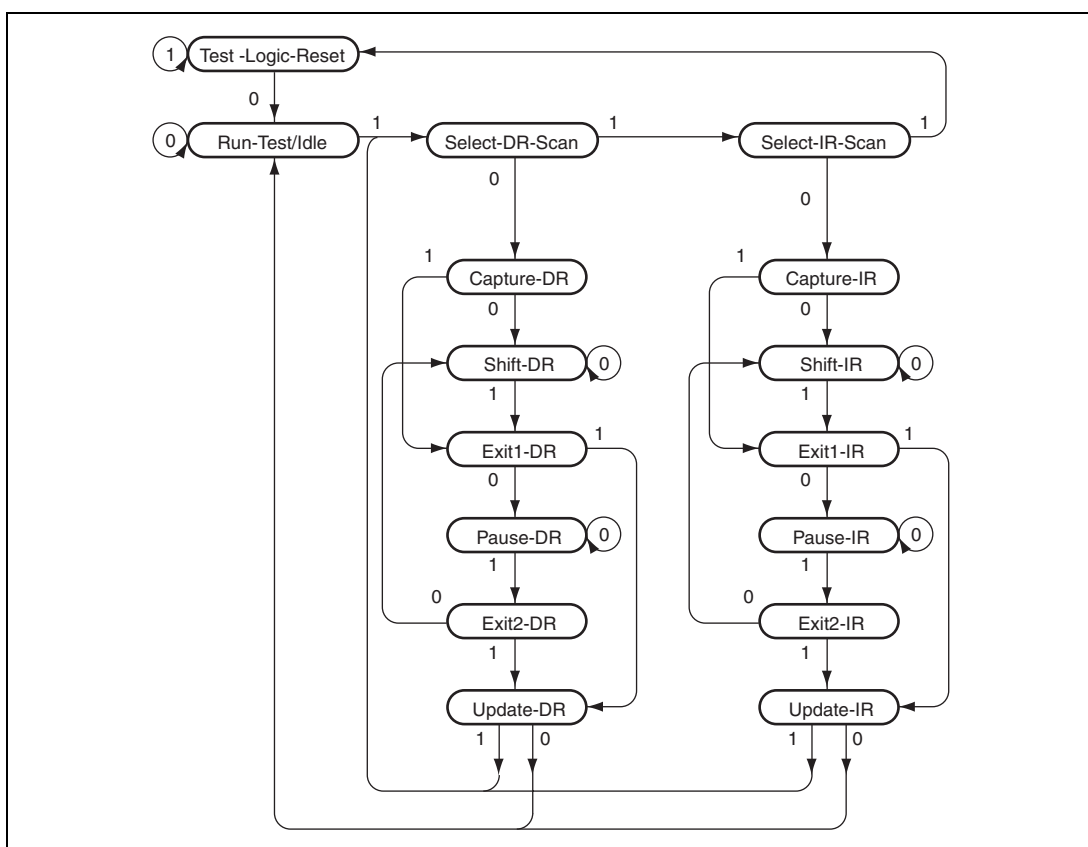 1 Test -Logic-Reset
0
0 Run-Test/Idle 1 Select-DR-Scan 1 Select-IR-Scan 1
0 0
1 Capture-DR 1 Capture-IR
0 0
Shift-DR 0 Shift-IR 0
1 1
Exit1-DR 1 Exit1-IR 1
0 0
Pause-DR 0 Pause-IR 0
1 1
0 Exit2-DR 0 Exit2-IR
1 1
Update-DR Update-IR
1 0 1 0